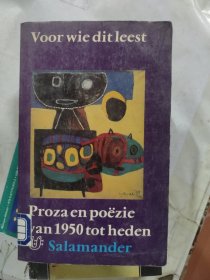 Voor wie dit leest
Proza en poëzie
van 1950 tot heden
Salamander